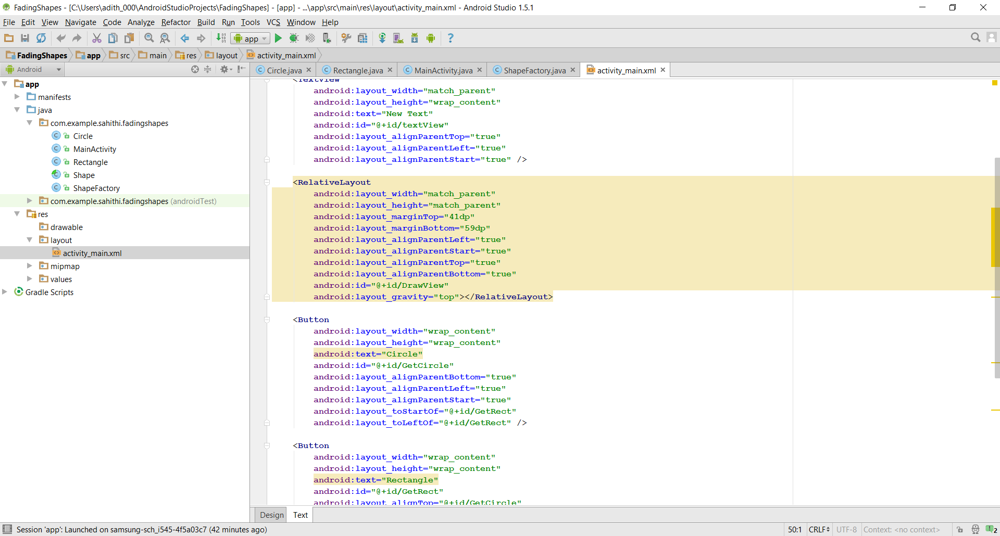 FadingShapes - [C:\Users\adith_000\AndroidStudioProjects\FadingShapes] - [app] - ...\app\src\main\res\layout\activity_main.xml - Android Studio 1.5.1
File Edit View Navigate Code Analyze Refactor Build Run Tools VCS Window Help
app
FadingShapes app src main res layout activity_main.xml
Android
Circle.java Rectangle.java MainActivity.java ShapeFactory.java activity_main.xml
app
manifests
java
com.example.sahithi.fadingshapes
Circle
MainActivity
Rectangle
Shape
ShapeFactory
com.example.sahithi.fadingshapes (androidTest)
res
drawable
layout
activity_main.xml
mipmap
values
Gradle Scripts
<TextView
android:layout_width="match_parent"
android:layout_height="wrap_content"
android:text="New Text"
android:id="@+id/textView"
android:layout_alignParentTop="true"
android:layout_alignParentLeft="true"
android:layout_alignParentStart="true" />
<RelativeLayout
android:layout_width="match_parent"
android:layout_height="match_parent"
android:layout_marginTop="41dp"
android:layout_marginBottom="59dp"
android:layout_alignParentLeft="true"
android:layout_alignParentStart="true"
android:layout_alignParentTop="true"
android:layout_alignParentBottom="true"
android:id="@+id/DrawView"
android:layout_gravity="top"></RelativeLayout>
<Button
android:layout_width="wrap_content"
android:layout_height="wrap_content"
android:text="Circle"
android:id="@+id/GetCircle"
android:layout_alignParentBottom="true"
android:layout_alignParentLeft="true"
android:layout_alignParentStart="true"
android:layout_toStartOf="@+id/GetRect"
android:layout_toLeftOf="@+id/GetRect" />
<Button
android:layout_width="wrap_content"
android:layout_height="wrap_content"
android:text="Rectangle"
android:id="@+id/GetRect"
android:layout_alignTop="@+id/GetCircle"
Design Text
Session 'app': Launched on samsung-sch_i545-4f5a03c7 (42 minutes ago)
50:1 CRLF UTF-8 Context: <no context> 2